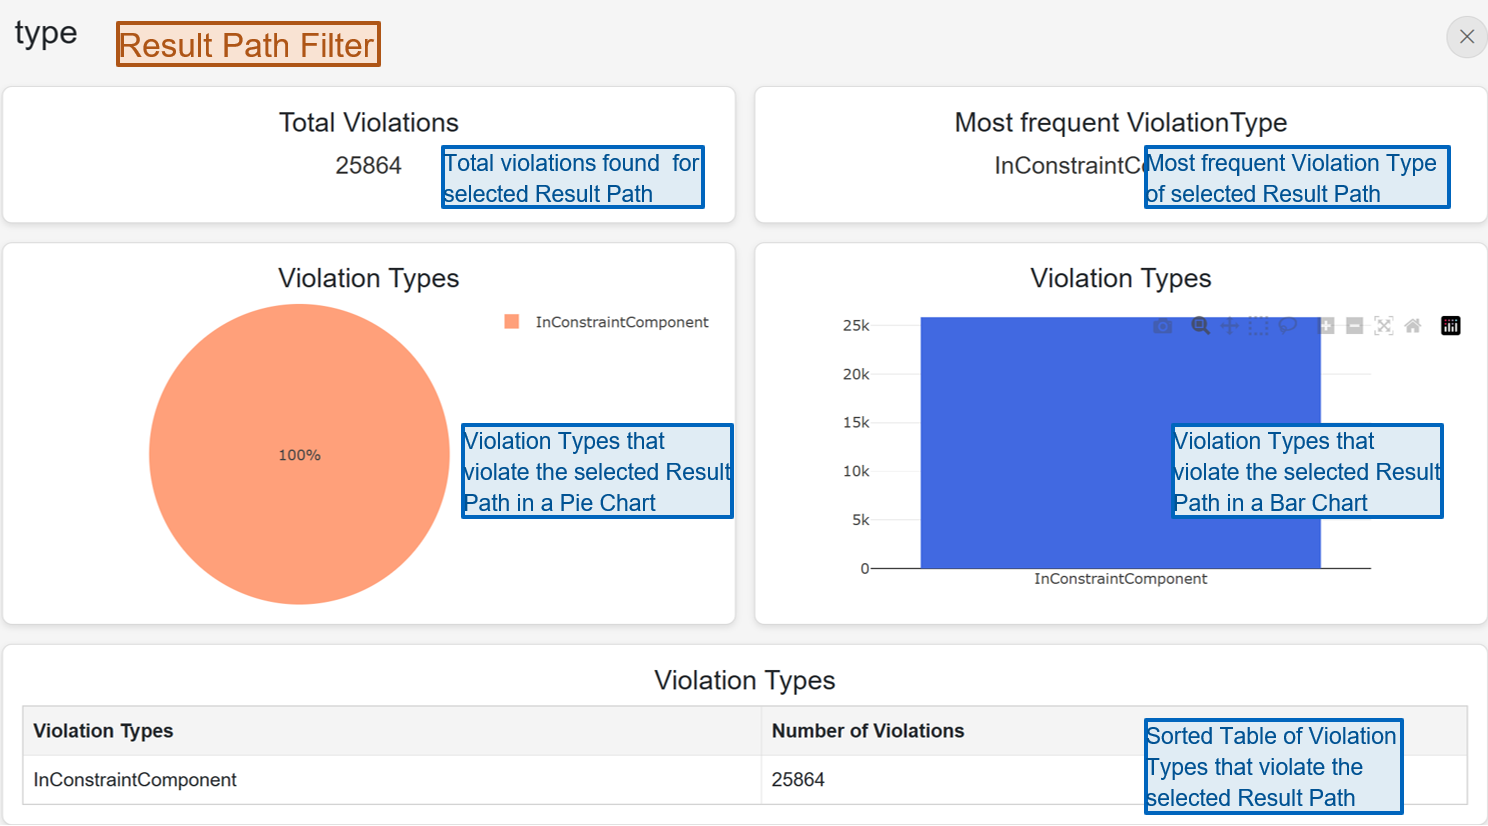 type
Result Path Filter
Total Violations
25864
Total violations found for
selected Result Path
Most frequent ViolationType
InConstraintC
Most frequent Violation Type
of selected Result Path
Violation Types
InConstraintComponent
100%
Violation Types that
violate the selected Result
Path in a Pie Chart
Violation Types
25k
20k
15k
10k
5k
0
InConstraintComponent
Violation Types that
violate the selected Result
Path in a Bar Chart
Violation Types
Violation Types Number of Violations
InConstraintComponent 25864
Sorted Table of Violation
Types that violate the
selected Result Path